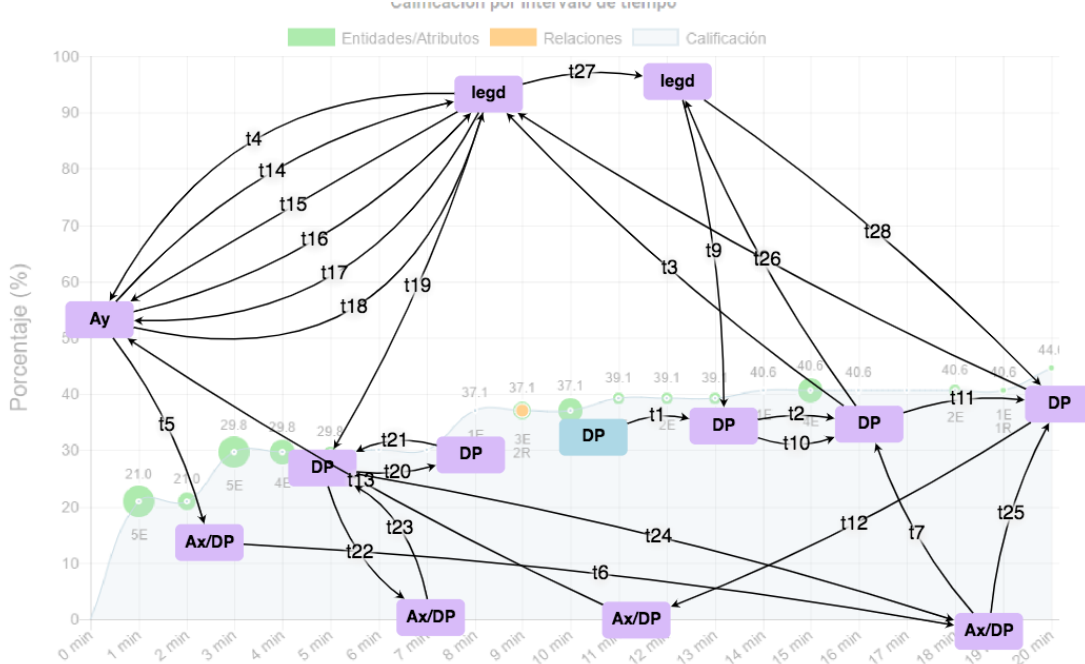 Calificación por intervalo de tiempo
Entidades/Atributos Relaciones Calificación
Porcentaje (%)
100
90
80
70
60
50
40
30
20
10
0
legd
legd
t27
t4
t14
t15
t16
t17
t18
t19
t3
t9
t26
t28
Ay
t5
t13
DP
t21
t20
DP
DP
t1
DP
t2
t10
DP
t11
DP
t22
t23
t24
t12
t7
t25
t6
Ax/DP
Ax/DP
Ax/DP
Ax/DP
21.0
5E
21.0
29.8
5E
29.8
4E
29.8
37.1
1E
37.1
3E
2R
37.1
39.1
39.1
2E
39.1
40.6
40.6
4E
40.6
40.6
2E
40.6
1E
1R
0 min
1 min
2 min
3 min
4 min
5 min
6 min
7 min
8 min
9 min
10 min
11 min
12 min
13 min
14 min
15 min
16 min
17 min
18 min
20 min